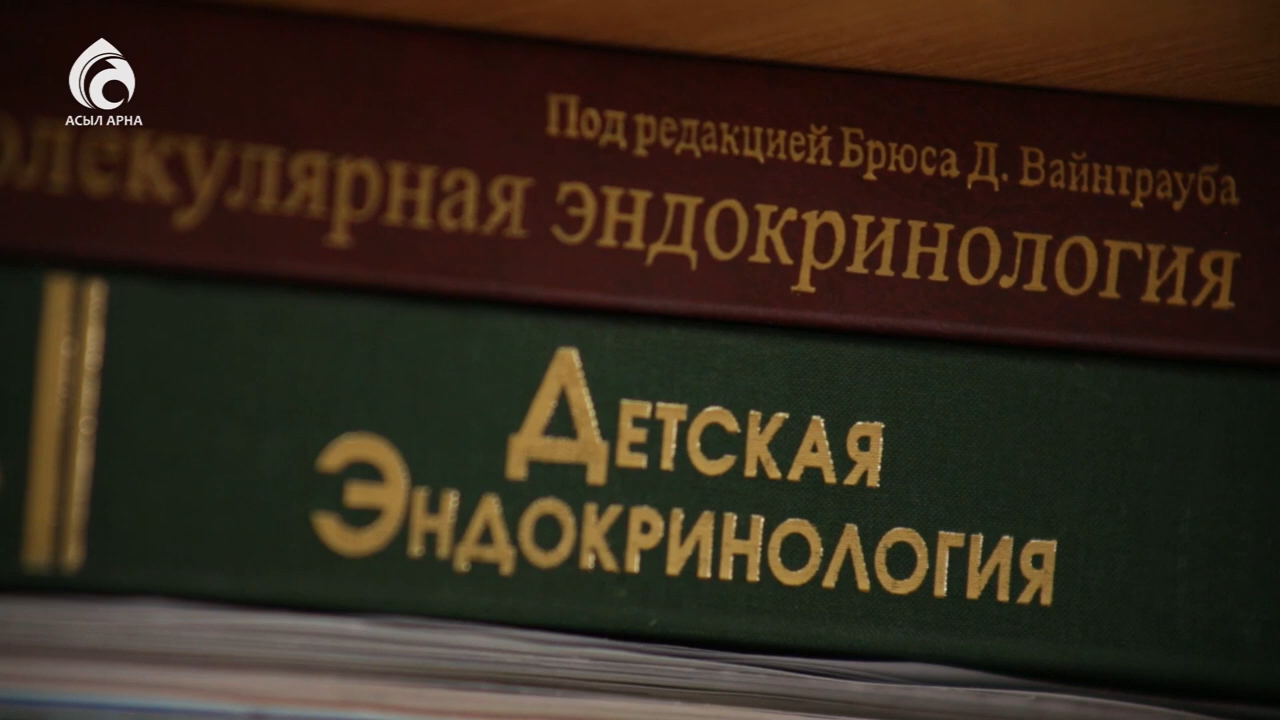 АСЫЛ АРНА
Под редакцией Брюса Д. Вайнтрауба
олекулярная эндокринология
Детская
Эндокринология